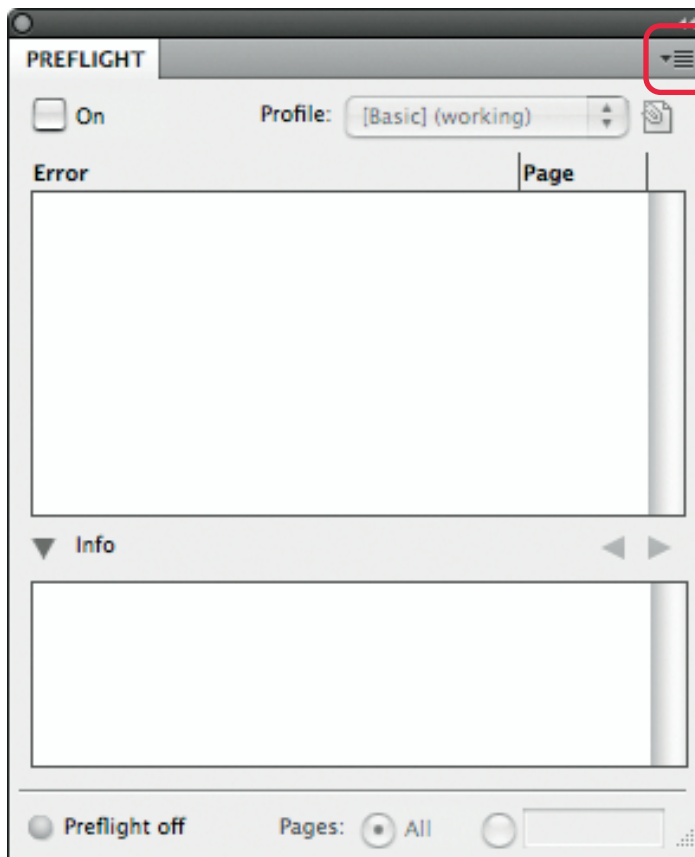 PREFLIGHT
On Profile: [Basic] (working)
Error Page
Info
Preflight off Pages: All